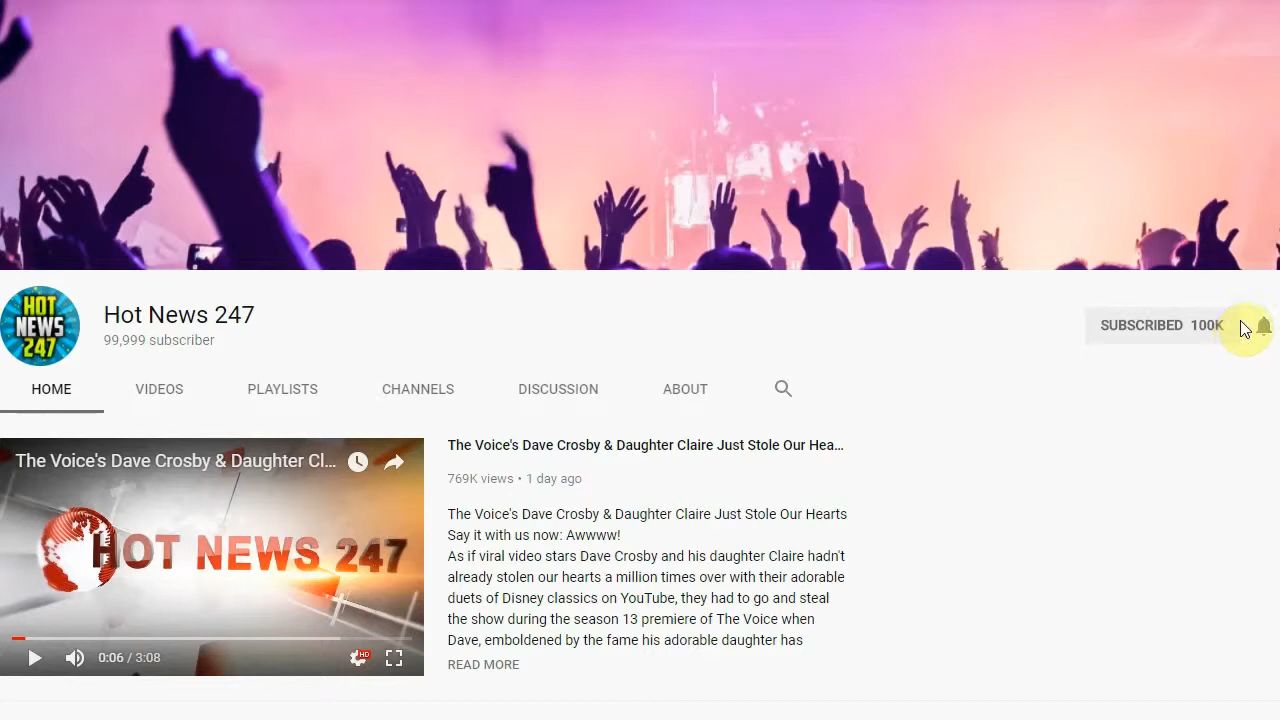 HOT
NEWS
247
Hot News 247
99,999 subscriber
SUBSCRIBED 100K
HOME
VIDEOS
PLAYLISTS
CHANNELS
DISCUSSION
ABOUT
The Voice's Dave Crosby & Daughter Cl...
HOT NEWS 247
HD
0:06 / 3:08
The Voice's Dave Crosby & Daughter Claire Just Stole Our Hea...
769K views • 1 day ago
The Voice's Dave Crosby & Daughter Claire Just Stole Our Hearts
Say it with us now: Awwww!
As if viral video stars Dave Crosby and his daughter Claire hadn't
already stolen our hearts a million times over with their adorable
duets of Disney classics on YouTube, they had to go and steal
the show during the season 13 premiere of The Voice when
Dave, emboldened by the fame his adorable daughter has
READ MORE